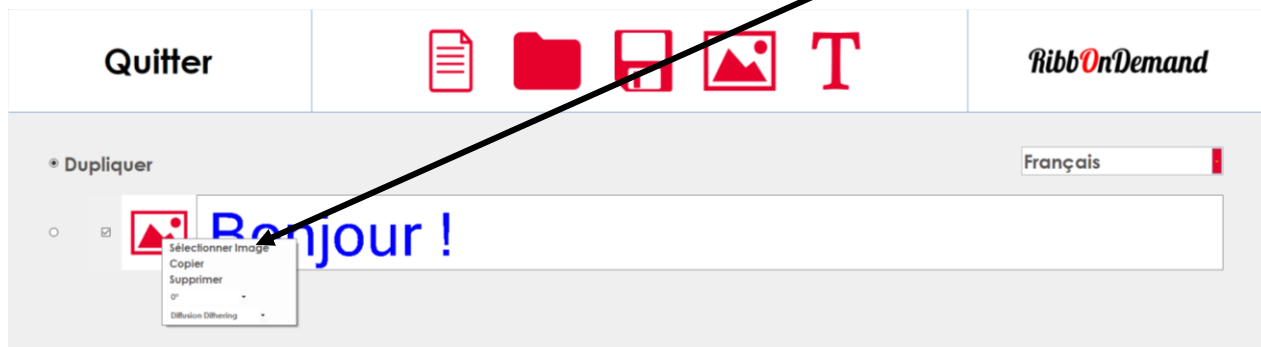 Quitter
T
RibbOnDemand
Dupliquer
Français
Bonjour !
Sélectionner Image
Copier
Supprimer
0°
Diffusion Dithering